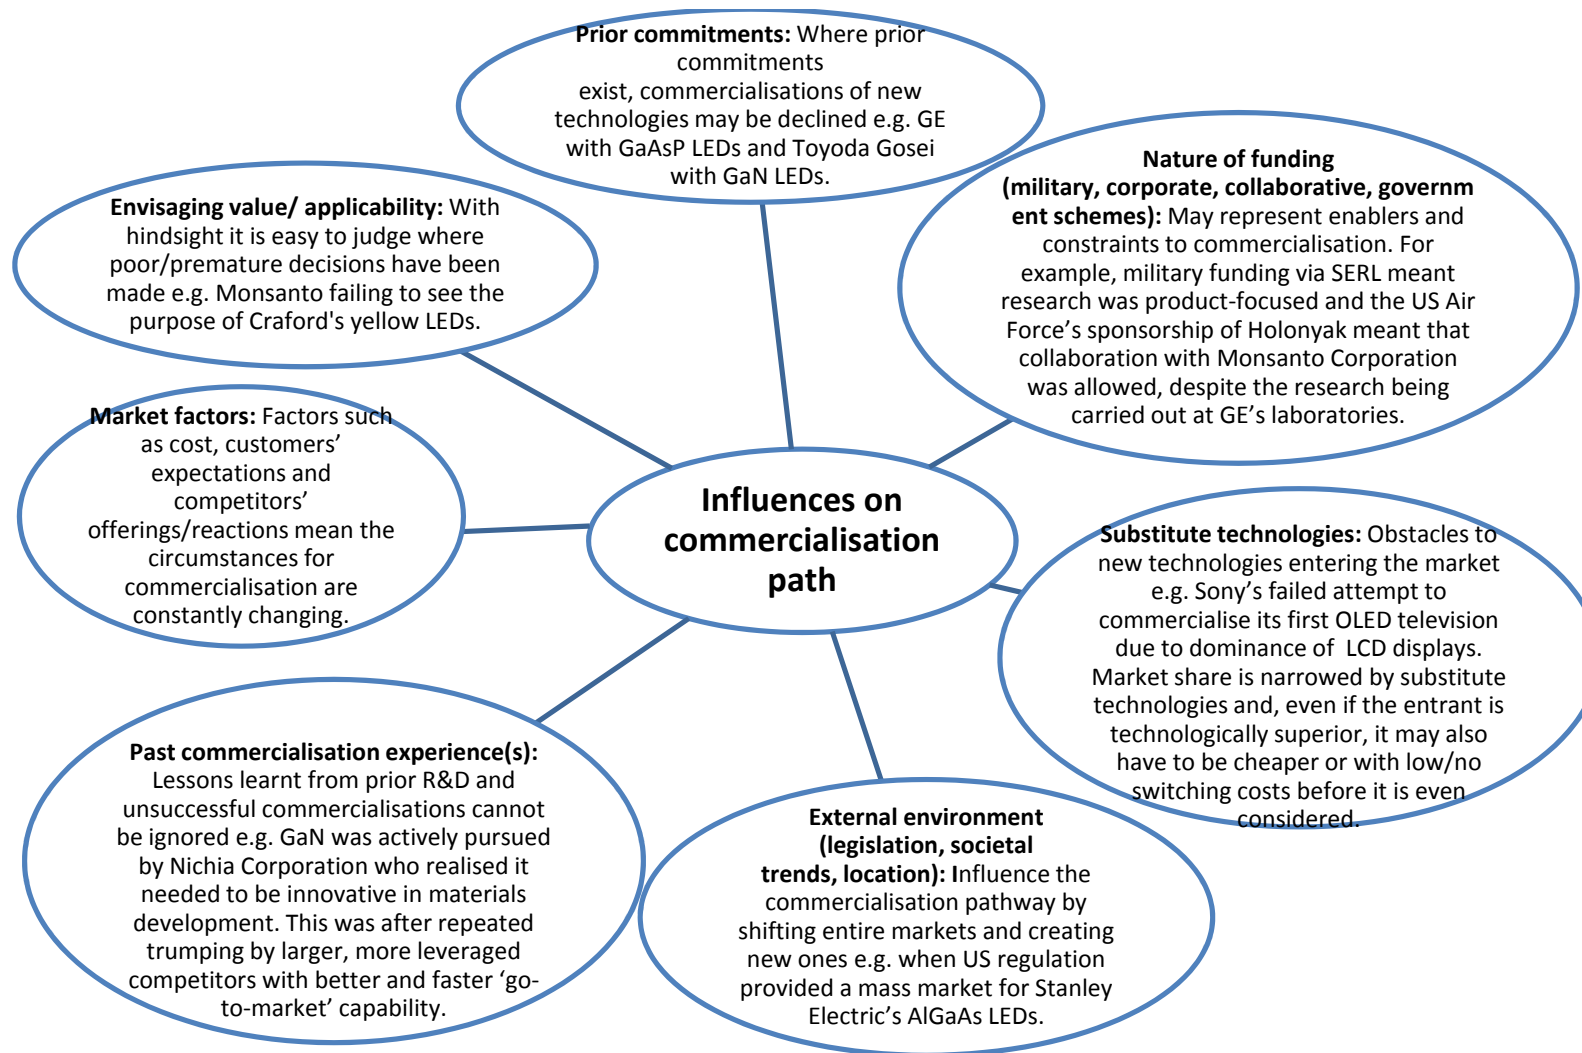 Prior commitments: Where prior
commitments
exist, commercialisations of new
technologies may be declined e.g. GE
with GaAsP LEDs and Toyoda Gosei
with GaN LEDs.
Nature of funding
(military, corporate, collaborative, governm
ent schemes): May represent enablers and
constraints to commercialisation. For
example, military funding via SERL meant
research was product-focused and the US Air
Force’s sponsorship of Holonyak meant that
collaboration with Monsanto Corporation
was allowed, despite the research being
carried out at GE’s laboratories.
Envisaging value/ applicability: With
hindsight it is easy to judge where
poor/premature decisions have been
made e.g. Monsanto failing to see the
purpose of Craford's yellow LEDs.
Market factors: Factors such
as cost, customers’
expectations and
competitors’
offerings/reactions mean the
circumstances for
commercialisation are
constantly changing.
Influences on
commercialisation
path
Substitute technologies: Obstacles to
new technologies entering the market
e.g. Sony’s failed attempt to
commercialise its first OLED television
due to dominance of LCD displays.
Market share is narrowed by substitute
technologies and, even if the entrant is
technologically superior, it may also
have to be cheaper or with low/no
switching costs before it is even
considered.
Past commercialisation experience(s):
Lessons learnt from prior R&D and
unsuccessful commercialisations cannot
be ignored e.g. GaN was actively pursued
by Nichia Corporation who realised it
needed to be innovative in materials
development. This was after repeated
trumping by larger, more leveraged
competitors with better and faster ‘go-
to-market’ capability.
External environment
(legislation, societal
trends, location): Influence the
commercialisation pathway by
shifting entire markets and creating
new ones e.g. when US regulation
provided a mass market for Stanley
Electric’s AlGaAs LEDs.